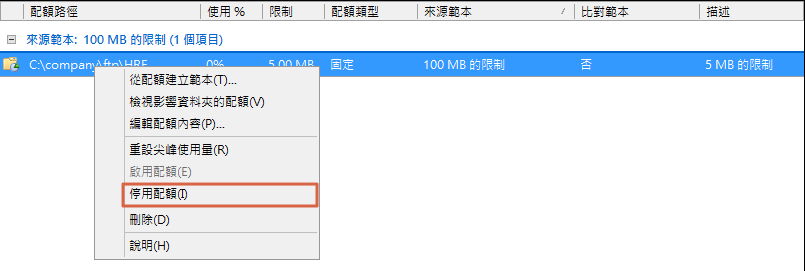 配額路徑 使用 % 限制 配額類型 來源範本 比對範本 描述
來源範本: 100 MB 的限制 (1 個項目)
C:\company\ftp\HRF 0% 5.00 MB 固定 100 MB 的限制 否 5 MB 的限制
從配額建立範本(T)...
檢視影響資料夾的配額(V)
編輯配額內容(P)...
重設尖峰使用量(R)
啟用配額(E)
停用配額(I)
刪除(D)
說明(H)